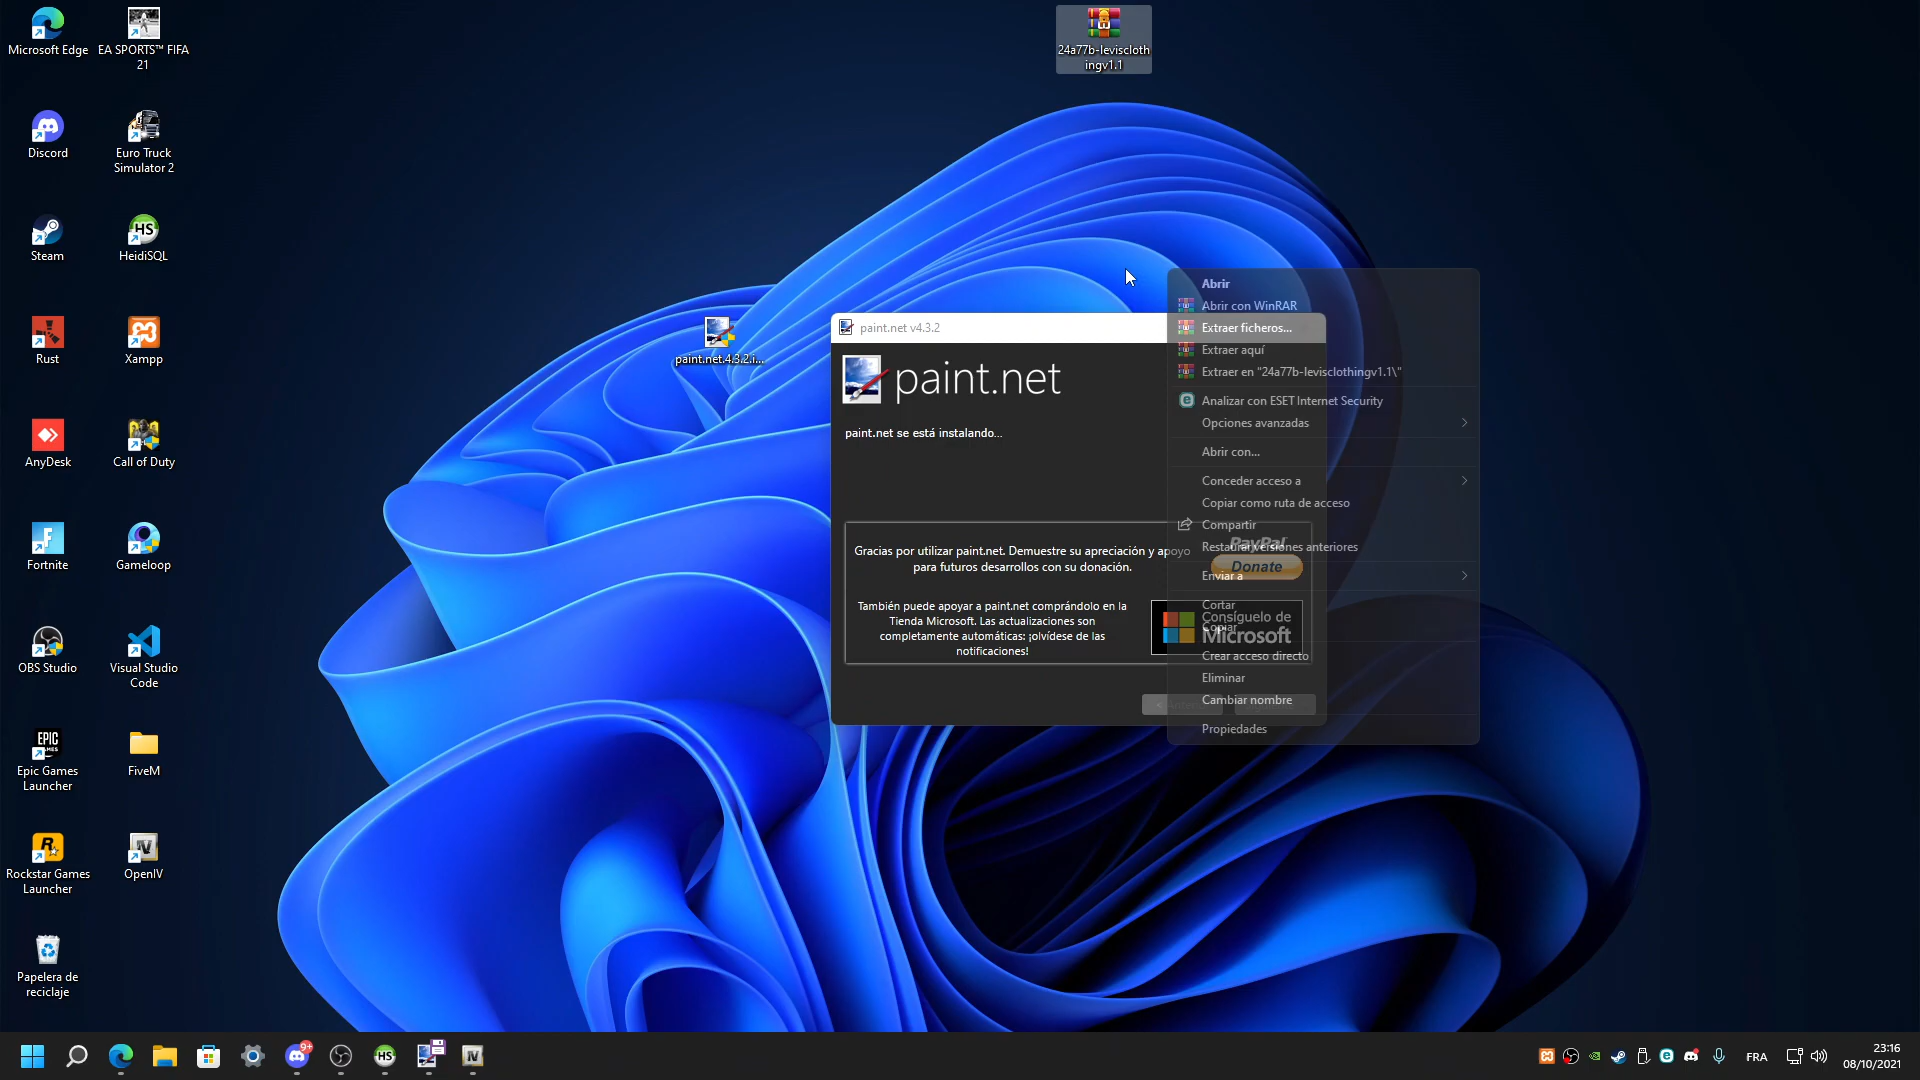 Microsoft Edge
EA SPORTS™ FIFA
21
Discord
Euro Truck
Simulator 2
Steam
HeidiSQL
Rust
Xampp
AnyDesk
Call of Duty
Fortnite
Gameloop
OBS Studio
Visual Studio
Code
Epic Games
Launcher
FiveM
Rockstar Games
Launcher
OpenIV
Papelera de
reciclaje
24a77b-leviscloth
ingv1.1
paint.net.4.3.2.i...
paint.net v4.3.2
paint.net
paint.net se está instalando...
Gracias por utilizar paint.net. Demuestre su apreciación y apoyo
para futuros desarrollos con su donación.
PayPal
Donate
También puede apoyar a paint.net comprándolo en la
Tienda Microsoft. Las actualizaciones son
completamente automáticas: ¡olvídese de las
notificaciones!
Consíguelo de
Microsoft
Abrir
Abrir con WinRAR
Extraer ficheros...
Extraer aquí
Extraer en "24a77b-levisclothingv1.1\"
Analizar con ESET Internet Security
Opciones avanzadas
Abrir con...
Conceder acceso a
Copiar como ruta de acceso
Compartir
Restaurar versiones anteriores
Enviar a
Cortar
Copiar
Crear acceso directo
Eliminar
Cambiar nombre
Propiedades
9+
FRA
23:16
08/10/2021